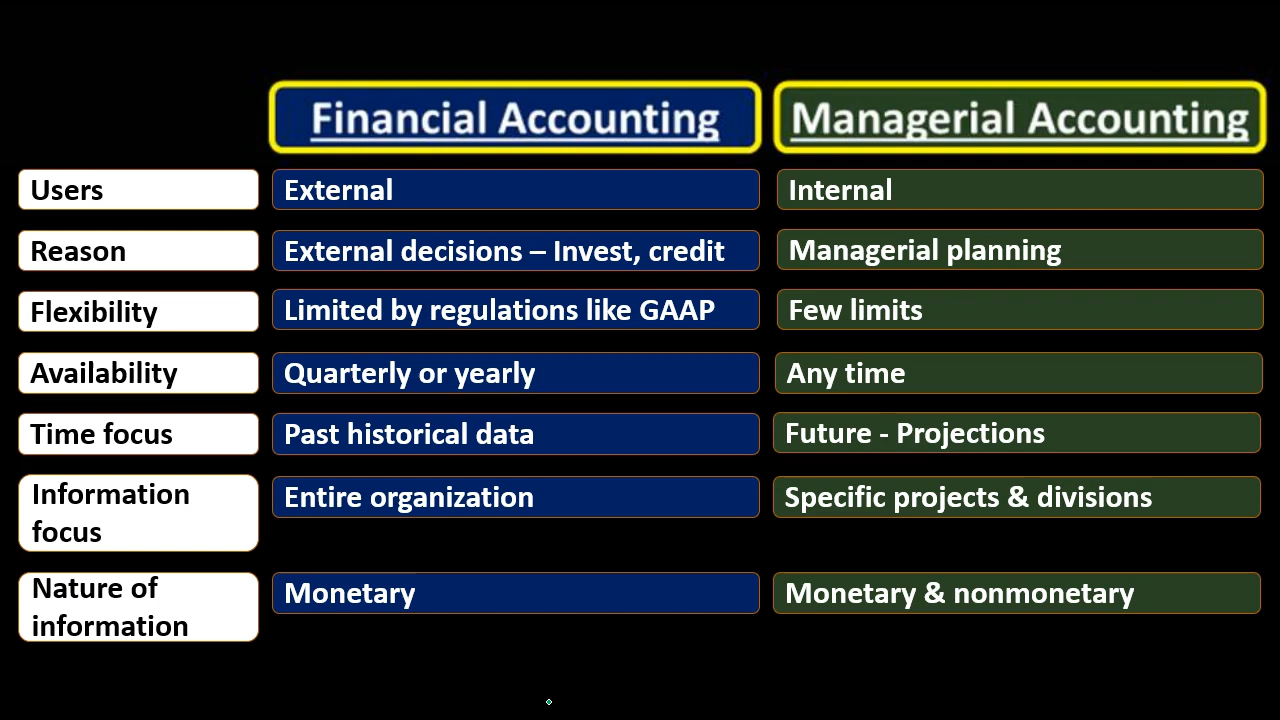 Financial Accounting
Managerial Accounting
Users
External
Internal
Reason
External decisions – Invest, credit
Managerial planning
Flexibility
Limited by regulations like GAAP
Few limits
Availability
Quarterly or yearly
Any time
Time focus
Past historical data
Future - Projections
Information
focus
Entire organization
Specific projects & divisions
Nature of
information
Monetary
Monetary & nonmonetary